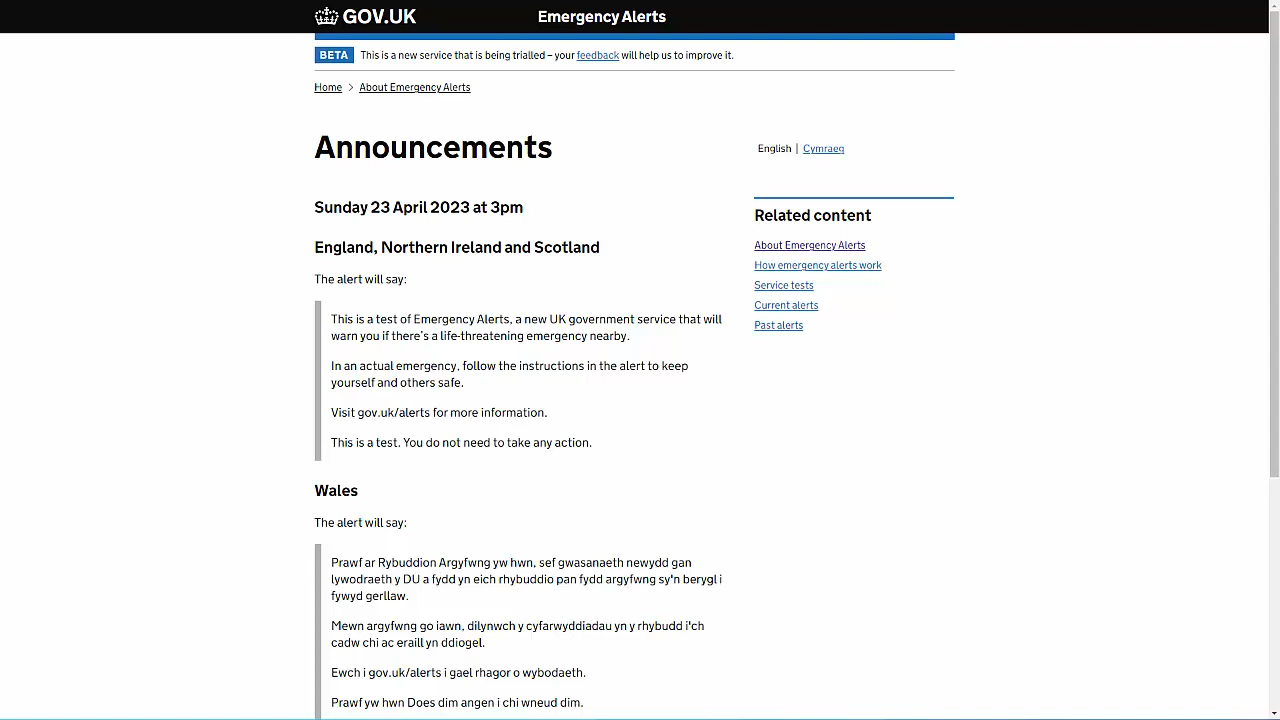 GOV.UK
Emergency Alerts
BETA This is a new service that is being trialled – your feedback will help us to improve it.
Home > About Emergency Alerts
Announcements
English | Cymraeg
Sunday 23 April 2023 at 3pm
England, Northern Ireland and Scotland
The alert will say:
This is a test of Emergency Alerts, a new UK government service that will
warn you if there's a life-threatening emergency nearby.
In an actual emergency, follow the instructions in the alert to keep
yourself and others safe.
Visit gov.uk/alerts for more information.
This is a test. You do not need to take any action.
Wales
The alert will say:
Prawf ar Rybuddion Argyfwng yw hwn, sef gwasanaeth newydd gan
lywodraeth y DU a fydd yn eich rhybuddio pan fydd argyfwng sy'n berygl i
fywyd gerllaw.
Mewn argyfwng go iawn, dilynwch y cyfarwyddiadau yn y rhybudd i'ch
cadw chi ac eraill yn ddiogel.
Ewch i gov.uk/alerts i gael rhagor o wybodaeth.
Prawf yw hwn Does dim angen i chi wneud dim.
Related content
About Emergency Alerts
How emergency alerts work
Service tests
Current alerts
Past alerts